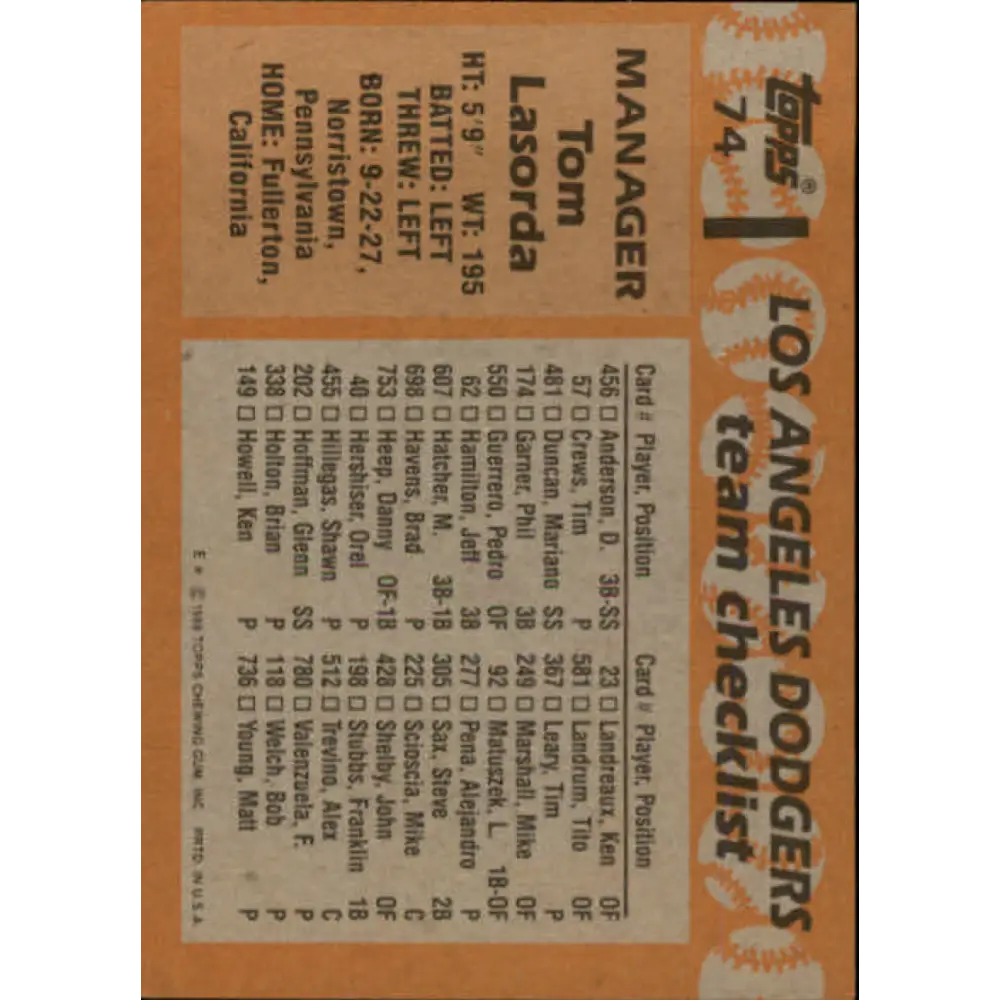 Topps®
74
LOS ANGELES DODGERS
team checklist
MANAGER
Tom
Lasorda
HT: 5'9" WT: 195
BATTED: LEFT
THREW: LEFT
BORN: 9-22-27,
Norristown,
Pennsylvania
HOME: Fullerton,
California
Card # Player, Position
456 □ Anderson, D. 3B-SS
57 □ Crews, Tim P
481 □ Duncan, Mariano SS
174 □ Garner, Phil 3B
550 □ Guerrero, Pedro OF
62 □ Hamilton, Jeff 3B
607 □ Hatcher, M. 3B-1B
698 □ Havens, Brad P
753 □ Heep, Danny OF-1B
40 □ Hershiser, Orel P
455 □ Hillegas, Shawn P
202 □ Hoffman, Glenn SS
338 □ Holton, Brian P
149 □ Howell, Ken P
Card # Player, Position
23 □ Landreaux, Ken OF
581 □ Landrum, Tito OF
367 □ Leary, Tim P
249 □ Marshall, Mike OF
92 □ Matuszek, L. 1B-OF
277 □ Pena, Alejandro P
305 □ Sax, Steve 2B
225 □ Scioscia, Mike C
428 □ Shelby, John OF
198 □ Stubbs, Franklin 1B
512 □ Trevino, Alex C
780 □ Valenzuela, F. P
118 □ Welch, Bob P
736 □ Young, Matt P
E * © 1988 TOPPS CHEWING GUM, INC. PRTD. IN U.S.A.